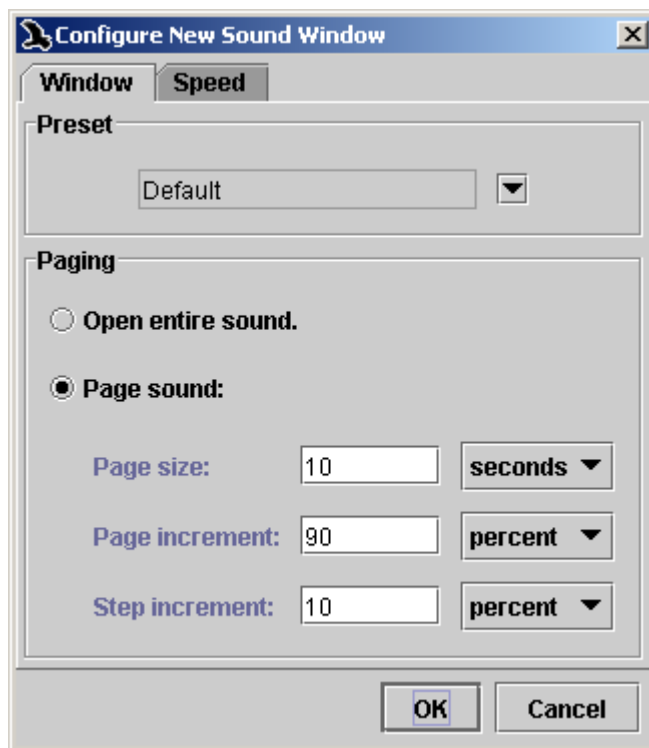 Configure New Sound Window
Window Speed
Preset
Default
Paging
Open entire sound.
Page sound:
Page size: 10 seconds
Page increment: 90 percent
Step increment: 10 percent
OK Cancel